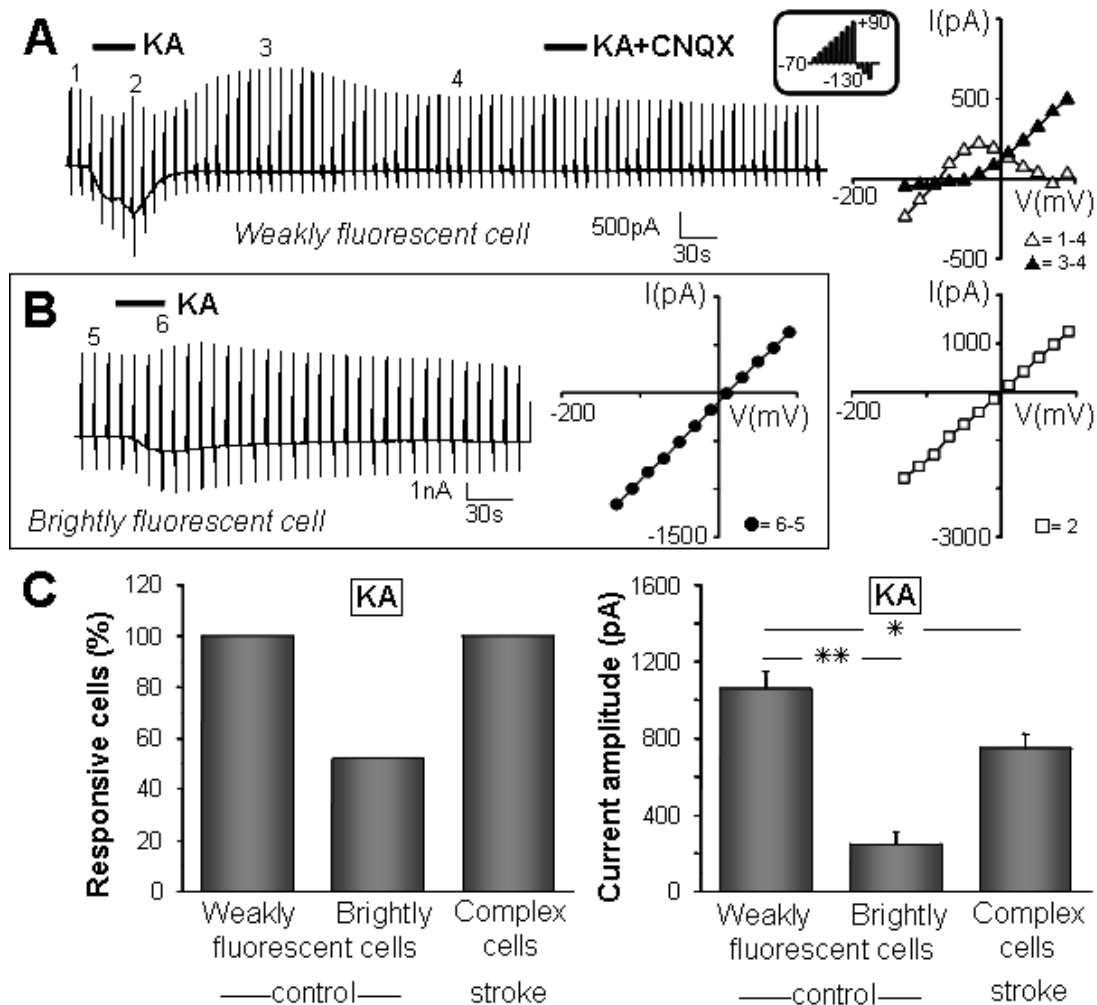 A
KA
KA+CNQX
1
2
3
4
Weakly fluorescent cell
500pA
30s
+90
-70
-130
I(pA)
500
-200
V(mV)
-500
△= 1-4
▲= 3-4
B
KA
5
6
1nA
30s
Brightly fluorescent cell
I(pA)
-200
V(mV)
-1500
●= 6-5
I(pA)
1000
-200
V(mV)
-3000
□= 2
C
Responsive cells (%)
120
100
80
60
40
20
0
KA
Weakly
Brightly
fluorescent cells
Complex
cells
control
stroke
Current amplitude (pA)
1600
1200
800
400
0
KA
*
**
Weakly
Brightly
fluorescent cells
Complex
cells
control
stroke